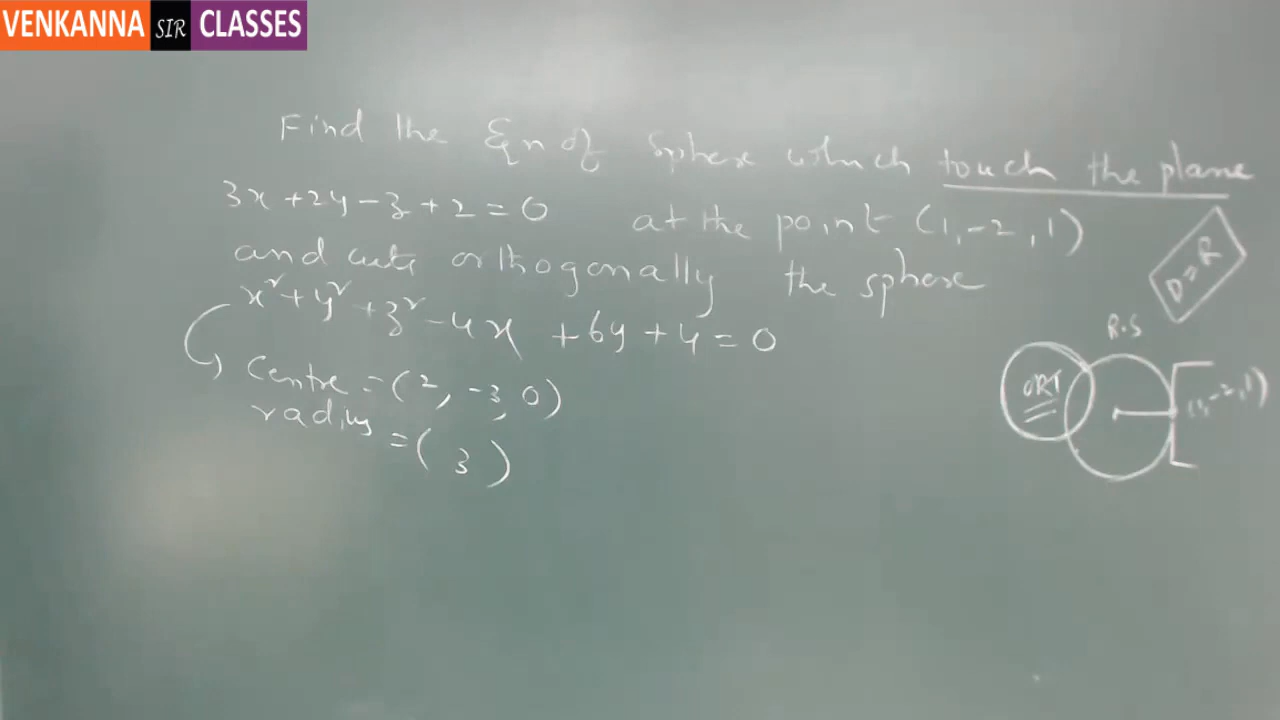 VENKANNA SIR CLASSES
Find the Eqn of Sphere which touch the plane
3x + 2y - z + 2 = 0 at the point (1, -2, 1)
and cuts orthogonally the sphere
x² + y² + z² - 4x + 6y + 4 = 0
Centre = (2, -3, 0)
radius = (3)
D = R
R.S
ORT
(1, -2, 1)